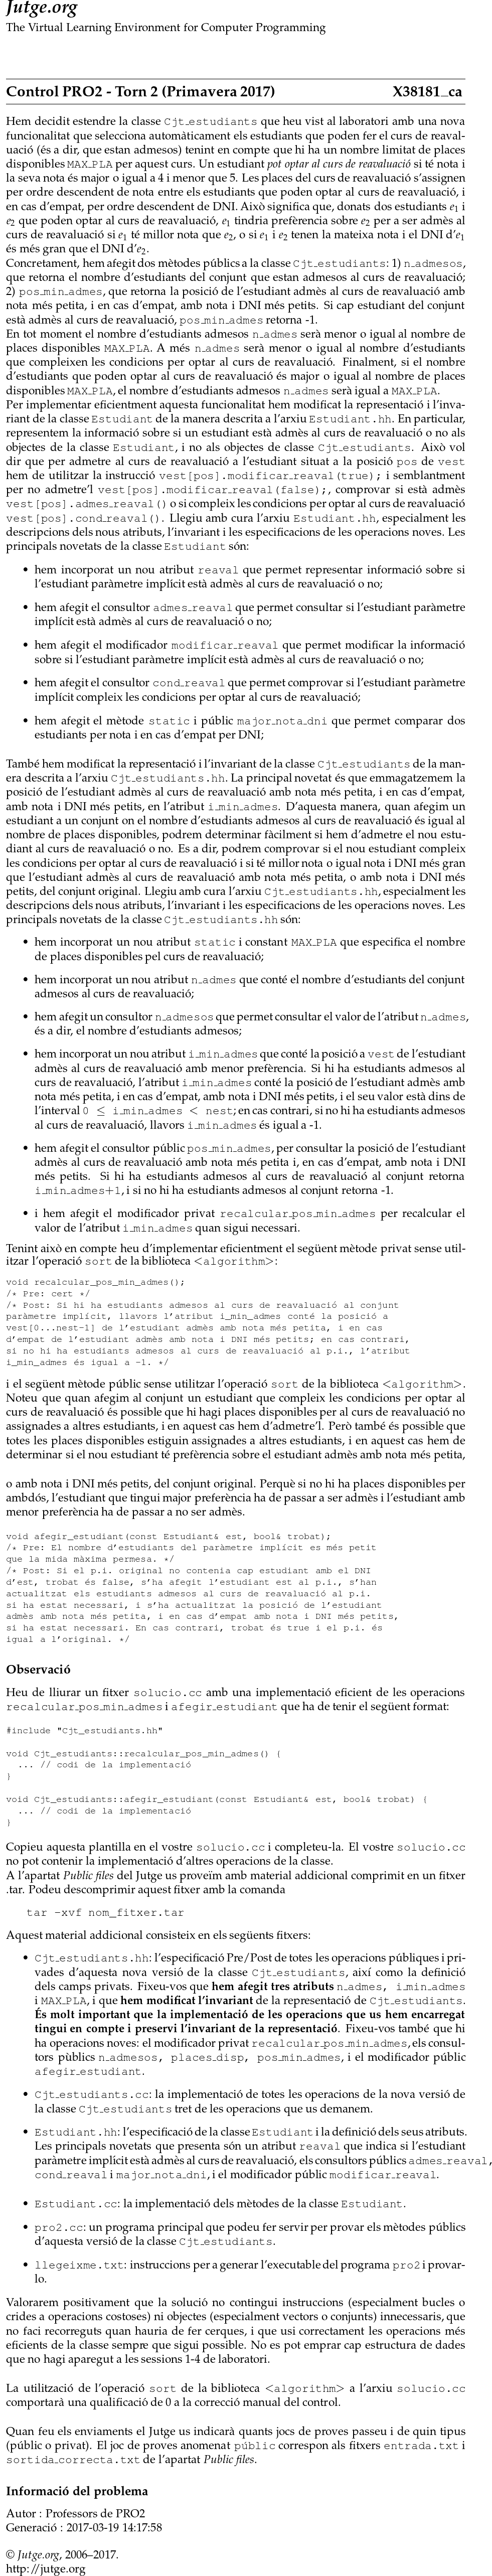 Jutge.org
The Virtual Learning Environment for Computer Programming
Control PRO2 - Torn 2 (Primavera 2017) X38181_ca
Hem decidit estendre la classe Cjt_estudiants que heu vist al laboratori amb una nova
funcionalitat que selecciona automàticament els estudiants que poden fer el curs de reaval-
uació (és a dir, que estan admesos) tenint en compte que hi ha un nombre limitat de places
disponibles MAX_PLA per aquest curs. Un estudiant pot optar al curs de reavaluació si té nota i
la seva nota és major o igual a 4 i menor que 5. Les places del curs de reavaluació s'assignen
per ordre descendent de nota entre els estudiants que poden optar al curs de reavaluació, i
en cas d'empat, per ordre descendent de DNI. Això significa que, donats dos estudiants e1 i
e2 que poden optar al curs de reavaluació, e1 tindria preferència sobre e2 per a ser admès al
curs de reavaluació si e1 té millor nota que e2, o si e1 i e2 tenen la mateixa nota i el DNI d'e1
és més gran que el DNI d'e2.
Concretament, hem afegit dos mètodes públics a la classe Cjt_estudiants: 1) n_admesos,
que retorna el nombre d'estudiants del conjunt que estan admesos al curs de reavaluació;
2) pos_min_admes, que retorna la posició de l'estudiant admès al curs de reavaluació amb
nota més petita, i en cas d'empat, amb nota i DNI més petits. Si cap estudiant del conjunt
està admès al curs de reavaluació, pos_min_admes retorna -1.
En tot moment el nombre d'estudiants admesos n_admes serà menor o igual al nombre de
places disponibles MAX_PLA. A més n_admes serà menor o igual al nombre d'estudiants
que compleixen les condicions per optar al curs de reavaluació. Finalment, si el nombre
d'estudiants que poden optar al curs de reavaluació és major o igual al nombre de places
disponibles MAX_PLA, el nombre d'estudiants admesos n_admes serà igual a MAX_PLA.
Per implementar eficientment aquesta funcionalitat hem modificat la representació i l'inva-
riant de la classe Estudiant de la manera descrita a l'arxiu Estudiant.hh. En particular,
representem la informació sobre si un estudiant està admès al curs de reavaluació o no als
objectes de la classe Estudiant, i no als objectes de classe Cjt_estudiants. Això vol
dir que per admetre al curs de reavaluació a l'estudiant situat a la posició pos de vest
hem de utilitzar la instrucció vest[pos].modificar_reaval(true); i semblantment
per no admetre'l vest[pos].modificar_reaval(false);, comprovar si està admès
vest[pos].admes_reaval() o si compleix les condicions per optar al curs de reavaluació
vest[pos].cond_reaval(). Llegiu amb cura l'arxiu Estudiant.hh, especialment les
descripcions dels nous atributs, l'invariant i les especificacions de les operacions noves. Les
principals novetats de la classe Estudiant són:
• hem incorporat un nou atribut reaval que permet representar informació sobre si
l'estudiant paràmetre implícit està admès al curs de reavaluació o no;
• hem afegit el consultor admes_reaval que permet consultar si l'estudiant paràmetre
implícit està admès al curs de reavaluació o no;
• hem afegit el modificador modificar_reaval que permet modificar la informació
sobre si l'estudiant paràmetre implícit està admès al curs de reavaluació o no;
• hem afegit el consultor cond_reaval que permet comprovar si l'estudiant paràmetre
implícit compleix les condicions per optar al curs de reavaluació;
• hem afegit el mètode static i públic major_nota_dni que permet comparar dos
estudiants per nota i en cas d'empat per DNI;
També hem modificat la representació i l'invariant de la classe Cjt_estudiants de la man-
era descrita a l'arxiu Cjt_estudiants.hh. La principal novetat és que emmagatzemem la
posició de l'estudiant admès al curs de reavaluació amb nota més petita, i en cas d'empat,
amb nota i DNI més petits, en l'atribut i_min_admes. D'aquesta manera, quan afegim un
estudiant a un conjunt on el nombre d'estudiants admesos al curs de reavaluació és igual al
nombre de places disponibles, podrem determinar fàcilment si hem d'admetre el nou estu-
diant al curs de reavaluació o no. Es a dir, podrem comprovar si el nou estudiant compleix
les condicions per optar al curs de reavaluació i si té millor nota o igual nota i DNI més gran
que l'estudiant admès al curs de reavaluació amb nota més petita, o amb nota i DNI més
petits, del conjunt original. Llegiu amb cura l'arxiu Cjt_estudiants.hh, especialment les
descripcions dels nous atributs, l'invariant i les especificacions de les operacions noves. Les
principals novetats de la classe Cjt_estudiants.hh són:
• hem incorporat un nou atribut static i constant MAX_PLA que especifica el nombre
de places disponibles pel curs de reavaluació;
• hem incorporat un nou atribut n_admes que conté el nombre d'estudiants del conjunt
admesos al curs de reavaluació;
• hem afegit un consultor n_admesos que permet consultar el valor de l'atribut n_admes,
és a dir, el nombre d'estudiants admesos;
• hem incorporat un nou atribut i_min_admes que conté la posició a vest de l'estudiant
admès al curs de reavaluació amb menor preferència. Si hi ha estudiants admesos al
curs de reavaluació, l'atribut i_min_admes conté la posició de l'estudiant admès amb
nota més petita, i en cas d'empat, amb nota i DNI més petits, i el seu valor està dins de
l'interval 0 ≤ i_min_admes < nest; en cas contrari, si no hi ha estudiants admesos
al curs de reavaluació, llavors i_min_admes és igual a -1.
• hem afegit el consultor públic pos_min_admes, per consultar la posició de l'estudiant
admès al curs de reavaluació amb nota més petita i, en cas d'empat, amb nota i DNI
més petits. Si hi ha estudiants admesos al curs de reavaluació al conjunt retorna
i_min_admes+1, i si no hi ha estudiants admesos al conjunt retorna -1.
• i hem afegit el modificador privat recalcular_pos_min_admes per recalcular el
valor de l'atribut i_min_admes quan sigui necessari.
Tenint això en compte heu d'implementar eficientment el següent mètode privat sense util-
itzar l'operació sort de la biblioteca <algorithm>:
void recalcular_pos_min_admes();
/* Pre: cert */
/* Post: Si hi ha estudiants admesos al curs de reavaluació al conjunt
paràmetre implícit, llavors l'atribut i_min_admes conté la posició a
vest[0...nest-1] de l'estudiant admès amb nota més petita, i en cas
d'empat de l'estudiant admès amb nota i DNI més petits; en cas contrari,
si no hi ha estudiants admesos al curs de reavaluació al p.i., l'atribut
i_min_admes és igual a -1. */
i el següent mètode públic sense utilitzar l'operació sort de la biblioteca <algorithm>.
Noteu que quan afegim al conjunt un estudiant que compleix les condicions per optar al
curs de reavaluació és possible que hi hagi places disponibles per al curs de reavaluació no
assignades a altres estudiants, i en aquest cas hem d'admetre'l. Però també és possible que
totes les places disponibles estiguin assignades a altres estudiants, i en aquest cas hem de
determinar si el nou estudiant té preferència sobre el estudiant admès amb nota més petita,
o amb nota i DNI més petits, del conjunt original. Perquè si no hi ha places disponibles per
ambdós, l'estudiant que tingui major preferència ha de passar a ser admès i l'estudiant amb
menor preferència ha de passar a no ser admès.
void afegir_estudiant(const Estudiant& est, bool& trobat);
/* Pre: El nombre d'estudiants del paràmetre implícit es més petit
que la mida màxima permesa. */
/* Post: Si el p.i. original no contenia cap estudiant amb el DNI
d'est, trobat és false, s'ha afegit l'estudiant est al p.i., s'han
actualitzat els estudiants admesos al curs de reavaluació al p.i.
si ha estat necessari, i s'ha actualitzat la posició de l'estudiant
admès amb nota més petita, i en cas d'empat amb nota i DNI més petits,
si ha estat necessari. En cas contrari, trobat és true i el p.i. és
igual a l'original. */
Observació
Heu de lliurar un fitxer solucio.cc amb una implementació eficient de les operacions
recalcular_pos_min_admes i afegir_estudiant que ha de tenir el següent format:
#include "Cjt_estudiants.hh"
void Cjt_estudiants::recalcular_pos_min_admes() {
... // codi de la implementació
}
void Cjt_estudiants::afegir_estudiant(const Estudiant& est, bool& trobat) {
... // codi de la implementació
}
Copieu aquesta plantilla en el vostre solucio.cc i completeu-la. El vostre solucio.cc
no pot contenir la implementació d'altres operacions de la classe.
A l'apartat Public files del Jutge us proveïm amb material addicional comprimit en un fitxer
.tar. Podeu descomprimir aquest fitxer amb la comanda
tar -xvf nom_fitxer.tar
Aquest material addicional consisteix en els següents fitxers:
• Cjt_estudiants.hh: l'especificació Pre/Post de totes les operacions públiques i pri-
vades d'aquesta nova versió de la classe Cjt_estudiants, així como la definició
dels camps privats. Fixeu-vos que hem afegit tres atributs n_admes, i_min_admes
i MAX_PLA, i que hem modificat l'invariant de la representació de Cjt_estudiants.
És molt important que la implementació de les operacions que us hem encarregat
tingui en compte i preservi l'invariant de la representació. Fixeu-vos també que hi
ha operacions noves: el modificador privat recalcular_pos_min_admes, els consul-
tors pùblics n_admesos, places_disp, pos_min_admes, i el modificador públic
afegir_estudiant.
• Cjt_estudiants.cc: la implementació de totes les operacions de la nova versió de
la classe Cjt_estudiants tret de les operacions que us demanem.
• Estudiant.hh: l'especificació de la classe Estudiant i la definició dels seus atributs.
Les principals novetats que presenta són un atribut reaval que indica si l'estudiant
paràmetre implícit està admès al curs de reavaluació, els consultors públics admes_reaval,
cond_reaval i major_nota_dni, i el modificador públic modificar_reaval.
• Estudiant.cc: la implementació dels mètodes de la classe Estudiant.
• pro2.cc: un programa principal que podeu fer servir per provar els mètodes públics
d'aquesta versió de la classe Cjt_estudiants.
• llegeixme.txt: instruccions per a generar l'executable del programa pro2 i provar-
lo.
Valorarem positivament que la solució no contingui instruccions (especialment bucles o
crides a operacions costoses) ni objectes (especialment vectors o conjunts) innecessaris, que
no faci recorreguts quan hauria de fer cerques, i que usi correctament les operacions més
eficients de la classe sempre que sigui possible. No es pot emprar cap estructura de dades
que no hagi aparegut a les sessions 1-4 de laboratori.
La utilització de l'operació sort de la biblioteca <algorithm> a l'arxiu solucio.cc
comportarà una qualificació de 0 a la correcció manual del control.
Quan feu els enviaments el Jutge us indicarà quants jocs de proves passeu i de quin tipus
(públic o privat). El joc de proves anomenat públic correspon als fitxers entrada.txt i
sortida_correcta.txt de l'apartat Public files.
Informació del problema
Autor : Professors de PRO2
Generació : 2017-03-19 14:17:58
© Jutge.org, 2006–2017.
http://jutge.org